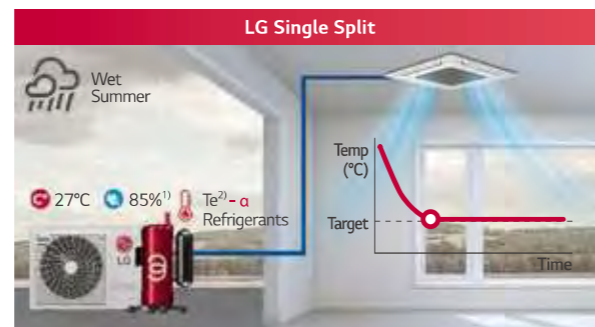 LG Single Split
Wet
Summer
27°C
85%¹⁾
Te²⁾- α
Refrigerants
LG
Temp
(°C)
Target
Time